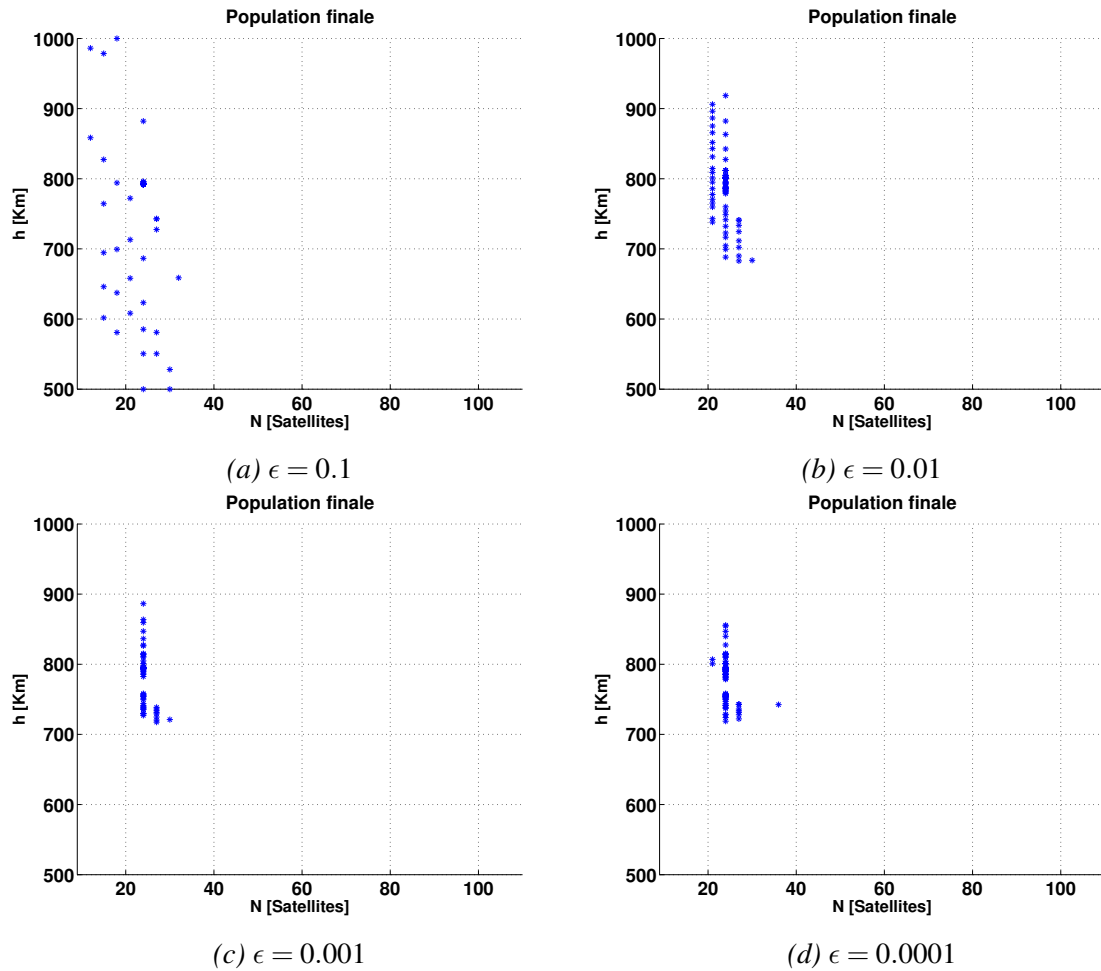 Population finale
1000
900
800
700
600
500
h [Km]
20 40 60 80 100
N [Satellites]
(a) ϵ = 0.1
Population finale
1000
900
800
700
600
500
h [Km]
20 40 60 80 100
N [Satellites]
(b) ϵ = 0.01
Population finale
1000
900
800
700
600
500
h [Km]
20 40 60 80 100
N [Satellites]
(c) ϵ = 0.001
Population finale
1000
900
800
700
600
500
h [Km]
20 40 60 80 100
N [Satellites]
(d) ϵ = 0.0001